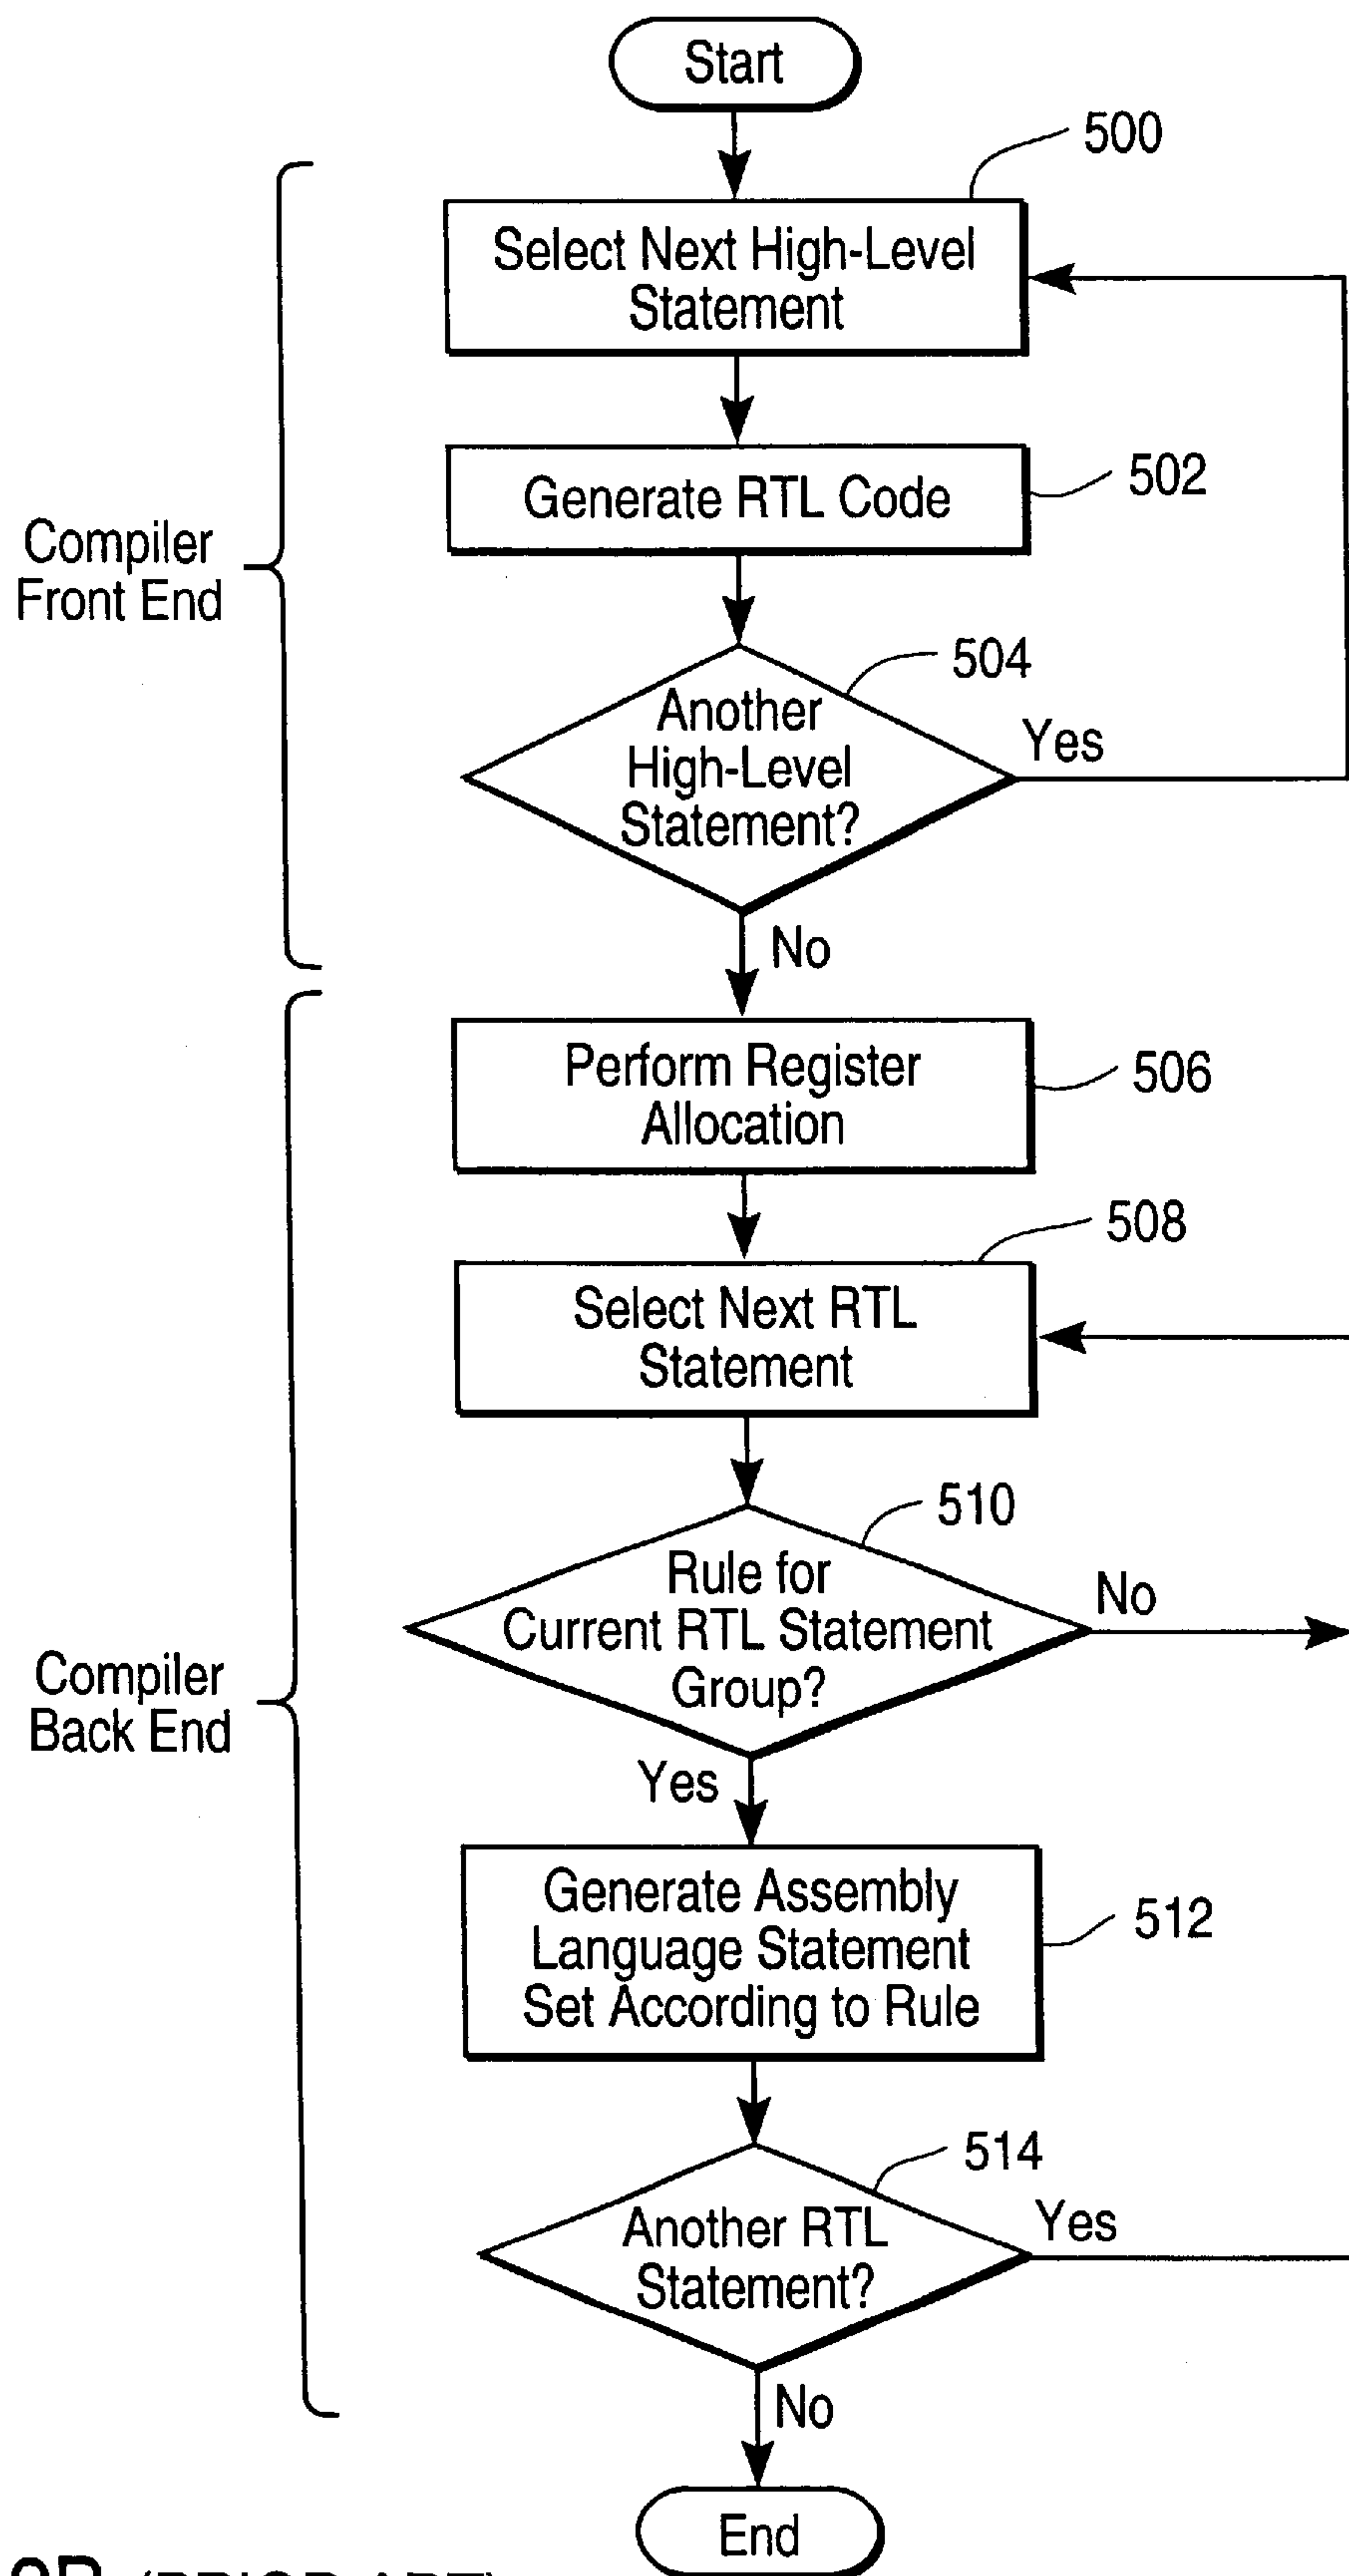 Start
500
Select Next High-Level
Statement
Generate RTL Code
502
Compiler
Front End
504
Another
High-Level
Statement?
Yes
No
Perform Register
Allocation
506
508
Select Next RTL
Statement
510
Rule for
Current RTL Statement
Group?
No
Compiler
Back End
Yes
Generate Assembly
Language Statement
Set According to Rule
512
514
Another RTL
Statement?
Yes
No
End
(PRIOR ART)